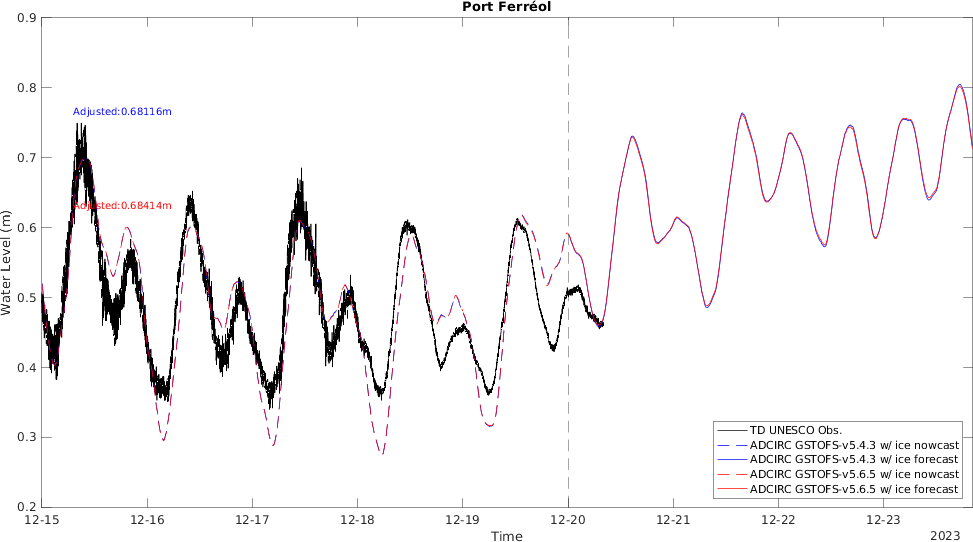 Port Ferréol
0.9
0.8
0.7
0.6
0.5
0.4
0.3
0.2
Water Level (m)
Adjusted:0.68116m
Adjusted:0.68414m
TD UNESCO Obs.
ADCIRC GSTOFS-v5.4.3 w/ ice nowcast
ADCIRC GSTOFS-v5.4.3 w/ ice forecast
ADCIRC GSTOFS-v5.6.5 w/ ice nowcast
ADCIRC GSTOFS-v5.6.5 w/ ice forecast
12-15 12-16 12-17 12-18 12-19 12-20 12-21 12-22 12-23
Time
2023